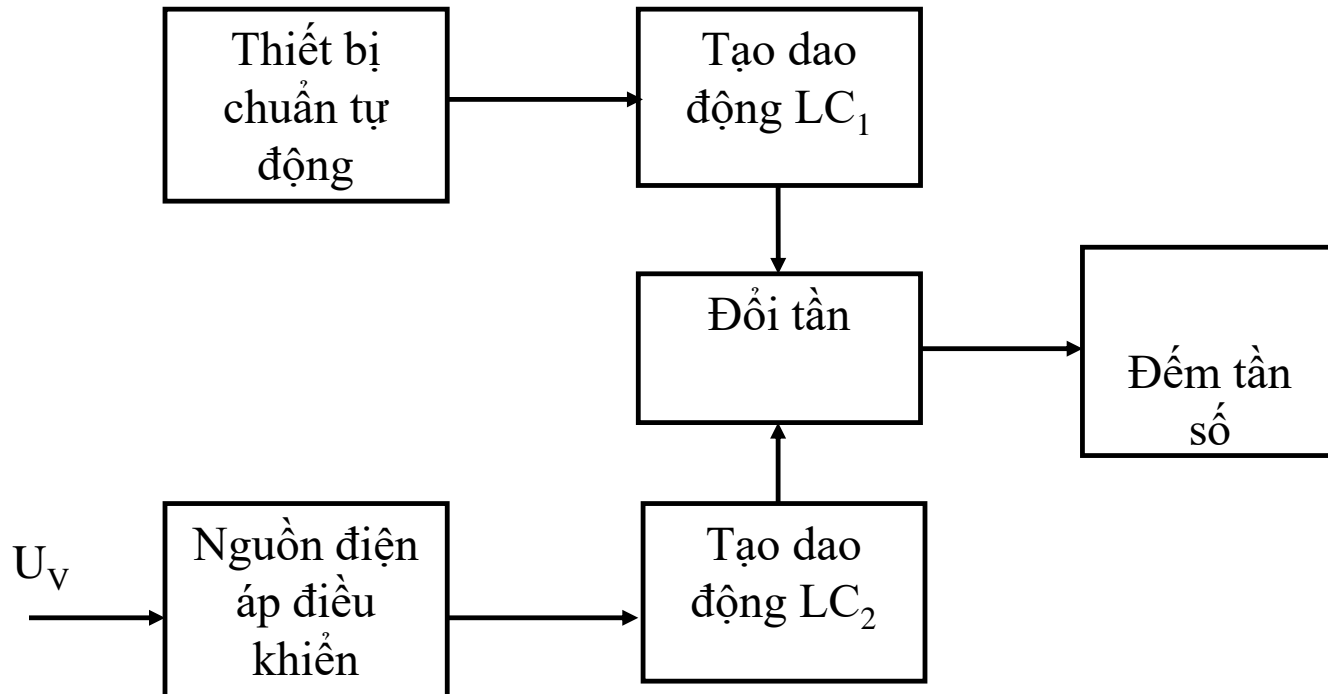 Thiết bị
chuẩn tự
động
Tạo dao
động LC₁
Đổi tần
Đếm tần
số
U_V
Nguồn điện
áp điều
khiển
Tạo dao
động LC₂